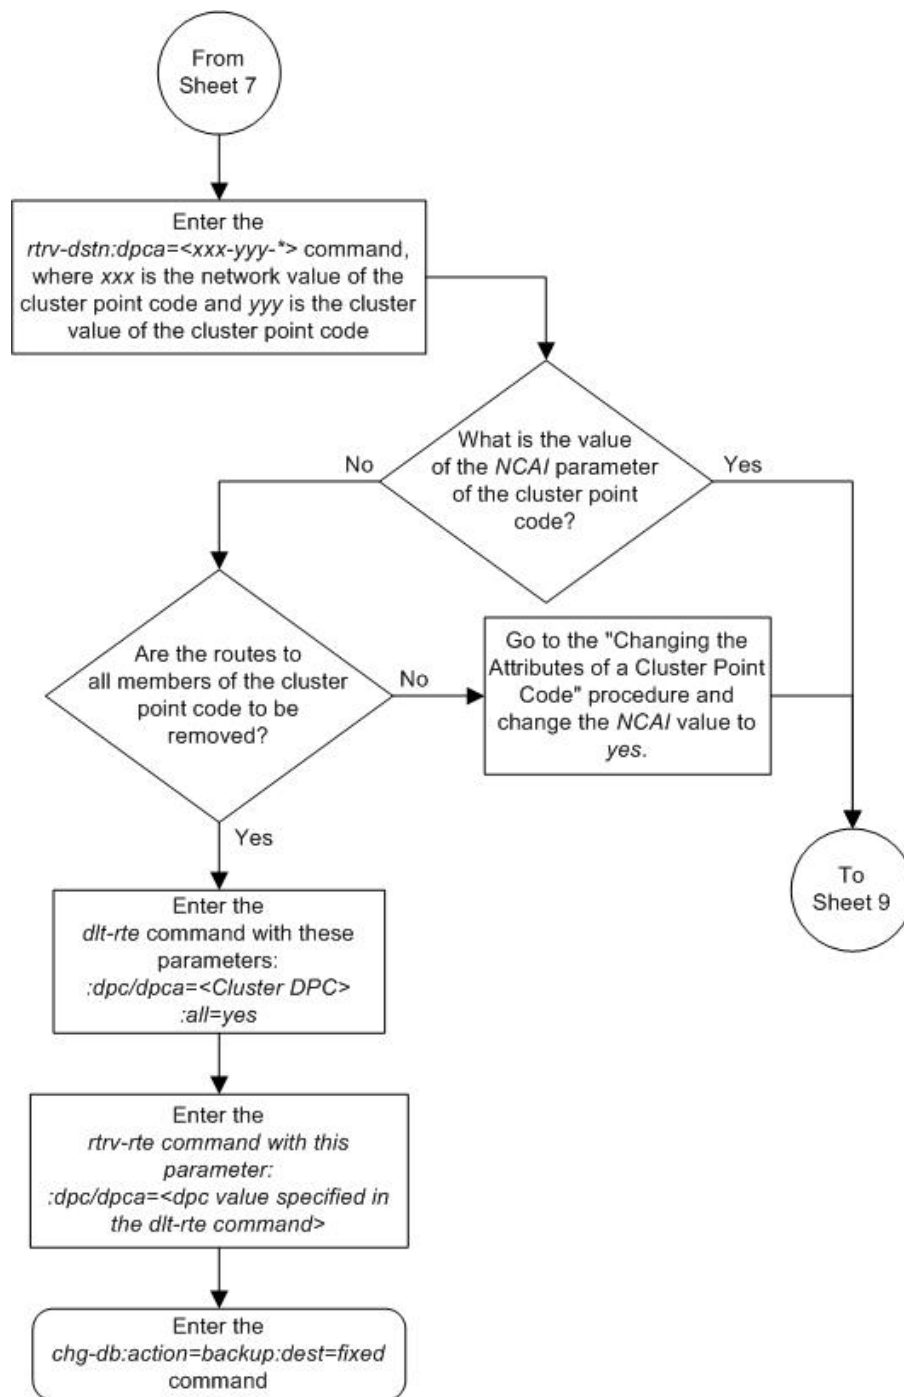 From
Sheet 7
Enter the
rtrv-dstn:dpca=<xxx-yyy-*> command,
where xxx is the network value of the
cluster point code and yyy is the cluster
value of the cluster point code
What is the value
of the NCAI parameter
of the cluster point
code?
No
Yes
Are the routes to
all members of the cluster
point code to be
removed?
No
Go to the "Changing the
Attributes of a Cluster Point
Code" procedure and
change the NCAI value to
yes.
Yes
To
Sheet 9
Enter the
dlt-rte command with these
parameters:
:dpc/dpca=<Cluster DPC>
:all=yes
Enter the
rtrv-rte command with this
parameter:
:dpc/dpca=<dpc value specified in
the dlt-rte command>
Enter the
chg-db:action=backup:dest=fixed
command